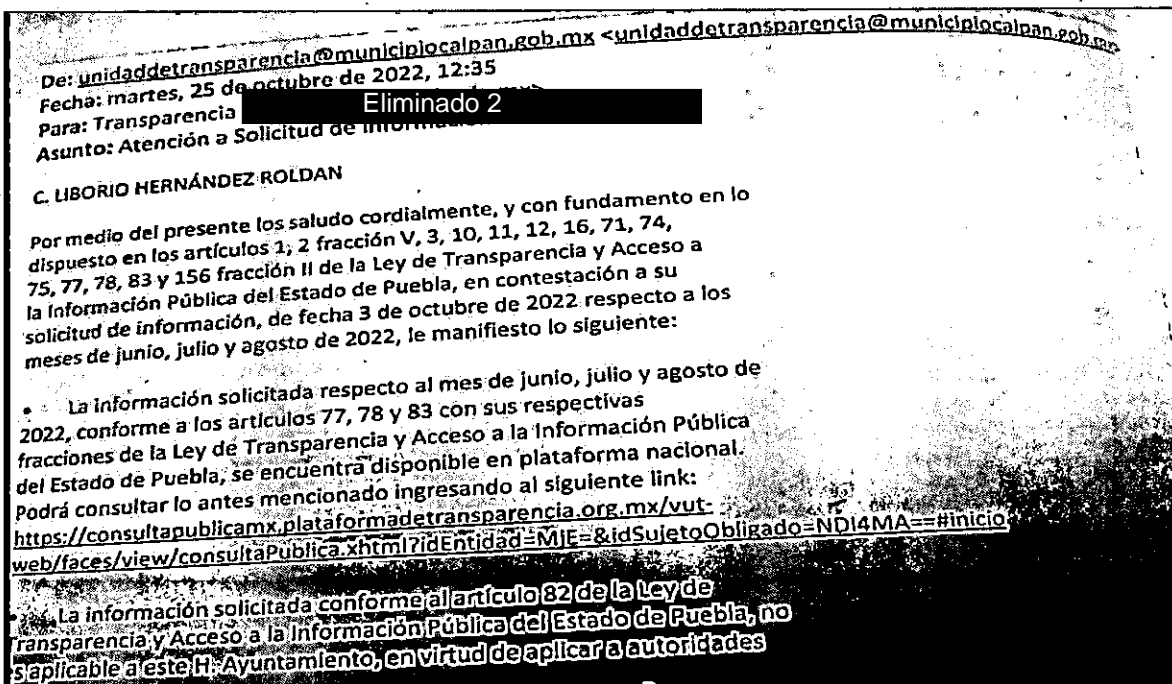 De: unidaddetransparencia@municipiocalpan.gob.mx <unidaddetransparencia@municipiocalpan.gob.mx
Fecha: martes, 25 de octubre de 2022, 12:35
Para: Transparencia
Eliminado 2
Asunto: Atención a Solicitud de
C. LIBORIO HERNÁNDEZ ROLDAN
Por medio del presente los saludo cordialmente, y con fundamento en lo
dispuesto en los artículos 1, 2 fracción V, 3, 10, 11, 12, 16, 71, 74,
75, 77, 78, 83 y 156 fracción II de la Ley de Transparencia y Acceso a
la Información Pública del Estado de Puebla, en contestación a su
solicitud de información, de fecha 3 de octubre de 2022 respecto a los
meses de junio, julio y agosto de 2022, le manifiesto lo siguiente:
• La información solicitada respecto al mes de junio, julio y agosto de
2022, conforme a los artículos 77, 78 y 83 con sus respectivas
fracciones de la Ley de Transparencia y Acceso a la Información Pública
del Estado de Puebla, se encuentra disponible en plataforma nacional.
Podrá consultar lo antes mencionado ingresando al siguiente link:
https://consultapublicamx.plataformadetransparencia.org.mx/vut-
web/faces/view/consultaPublica.xhtml?idEntidad=MjE=&idSujetoObligado=NDI4MA==#inicio
• La información solicitada conforme al artículo 82 de la Ley de
Transparencia y Acceso a la Información Pública del Estado de Puebla, no
s aplicable a este H. Ayuntamiento, en virtud de aplicar a autoridades